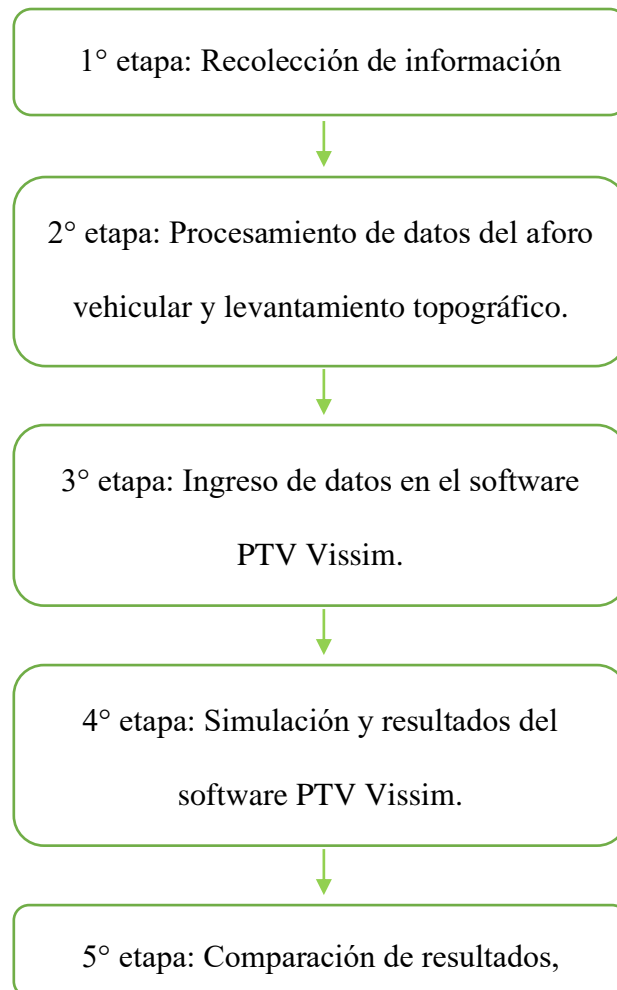 1° etapa: Recolección de información
2° etapa: Procesamiento de datos del aforo
vehicular y levantamiento topográfico.
3° etapa: Ingreso de datos en el software
PTV Vissim.
4° etapa: Simulación y resultados del
software PTV Vissim.
5° etapa: Comparación de resultados,